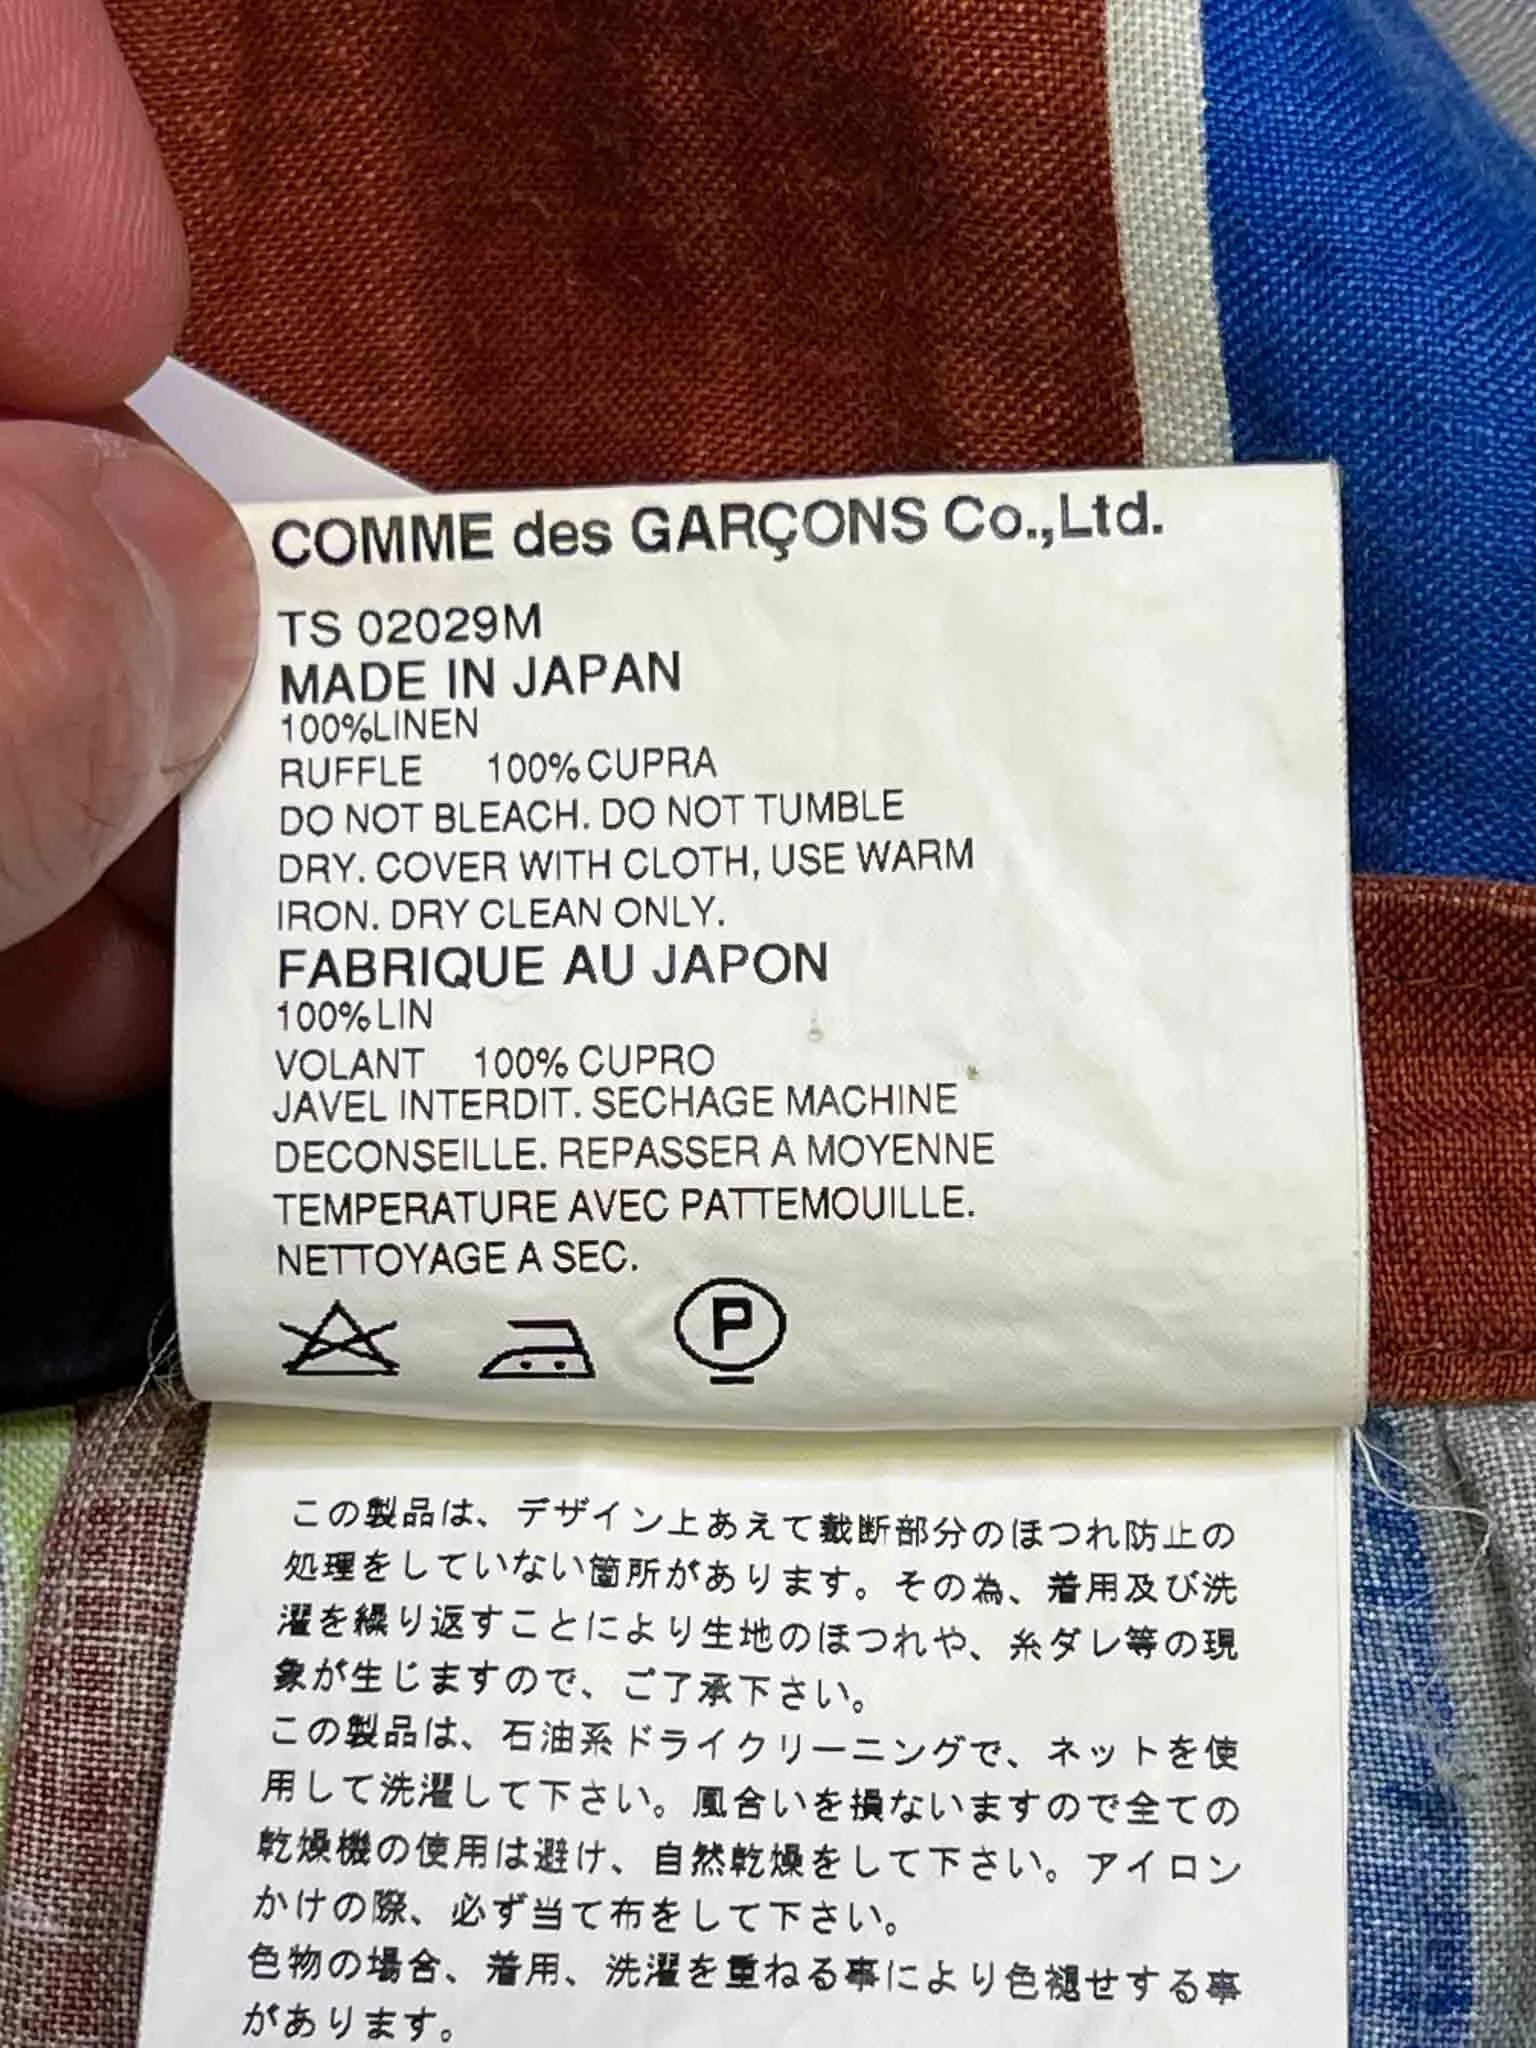 COMME des GARÇONS Co.,Ltd.
TS 02029M
MADE IN JAPAN
100%LINEN
RUFFLE 100%CUPRA
DO NOT BLEACH. DO NOT TUMBLE
DRY. COVER WITH CLOTH, USE WARM
IRON. DRY CLEAN ONLY.
FABRIQUE AU JAPON
100%LIN
VOLANT 100% CUPRO
JAVEL INTERDIT. SECHAGE MACHINE
DECONSEILLE. REPASSER A MOYENNE
TEMPERATURE AVEC PATTEMOUILLE.
NETTOYAGE A SEC.
P
この製品は、デザイン上あえて裁断部分のほつれ防止の
処理をしていない箇所があります。その為、着用及び洗
濯を繰り返すことにより生地のほつれや、糸ダレ等の現
象が生じますので、ご了承下さい。
この製品は、石油系ドライクリーニングで、ネットを使
用して洗濯して下さい。風合いを損ないますので全ての
乾燥機の使用は避け、自然乾燥をして下さい。アイロン
かけの際、必ず当て布をして下さい。
色物の場合、着用、洗濯を重ねる事により色褪せする事
があります。